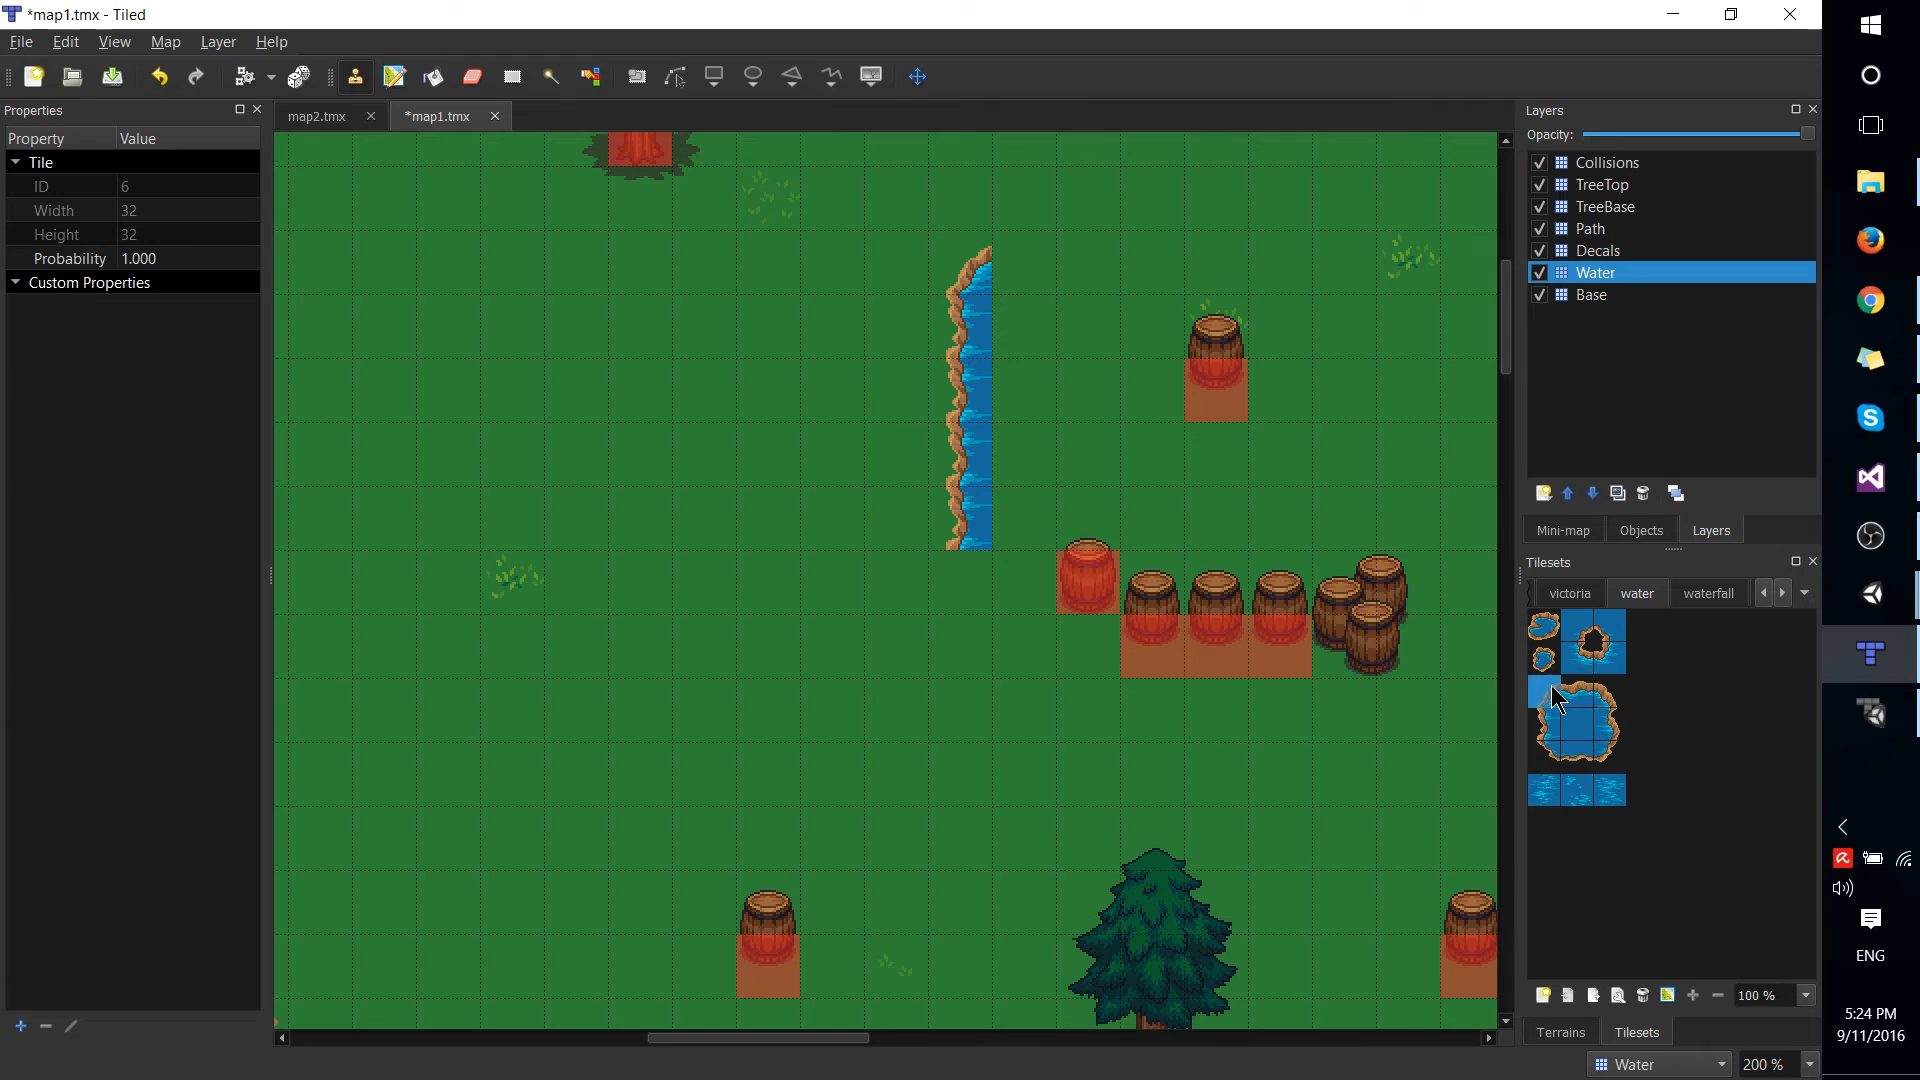 *map1.tmx - Tiled
File Edit View Map Layer Help
Properties
Property Value
Tile
ID 6
Width 32
Height 32
Probability 1.000
Custom Properties
map2.tmx *map1.tmx
Layers
Opacity:
Collisions
TreeTop
TreeBase
Path
Decals
Water
Base
Mini-map Objects Layers
Tilesets
victoria water waterfall
100 %
Terrains Tilesets
Water 200 %
ENG
5:24 PM
9/11/2016